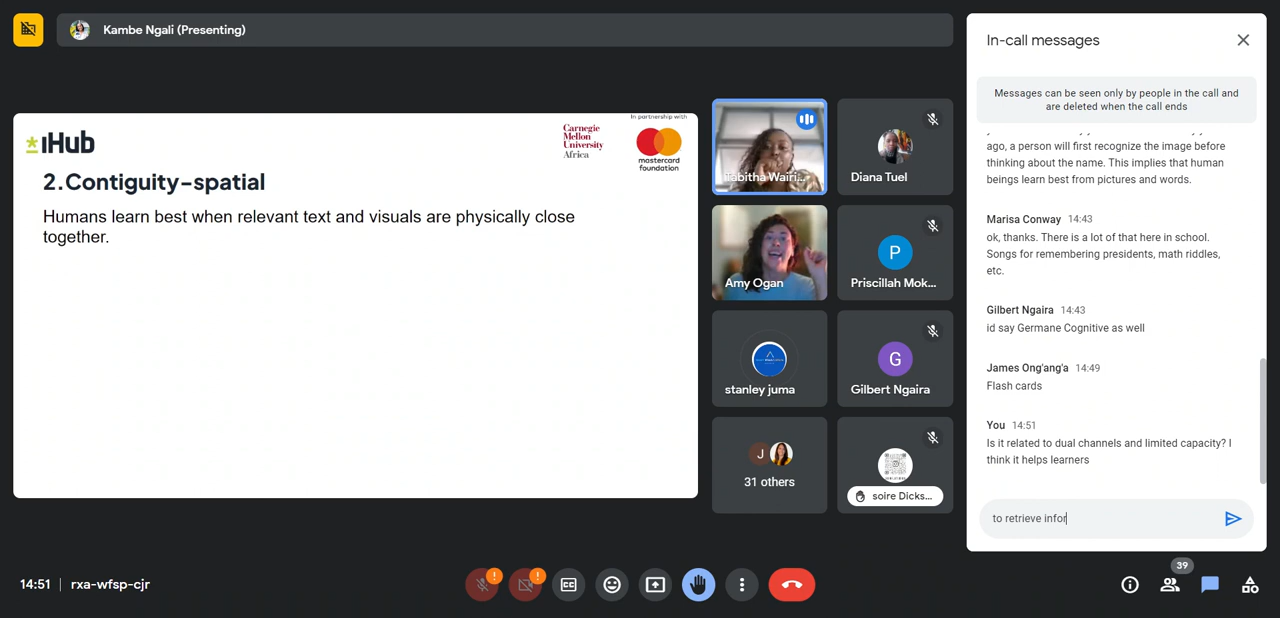 Kambe Ngali (Presenting)
iHub
Carnegie
Mellon
University
Africa
In partnership with
mastercard
foundation
2.Contiguity-spatial
Humans learn best when relevant text and visuals are physically close
together.
Tabitha Wairi...
Diana Tuel
Amy Ogan
P
Priscillah Mok...
stanley juma
G
Gilbert Ngaira
J
31 others
soire Dicks...
In-call messages
Messages can be seen only by people in the call and
are deleted when the call ends
ago, a person will first recognize the image before
thinking about the name. This implies that human
beings learn best from pictures and words.
Marisa Conway 14:43
ok, thanks. There is a lot of that here in school.
Songs for remembering presidents, math riddles,
etc.
Gilbert Ngaira 14:43
id say Germane Cognitive as well
James Ong'ang'a 14:49
Flash cards
You 14:51
Is it related to dual channels and limited capacity? I
think it helps learners
to retrieve infor
14:51 | rxa-wfsp-cjr
!
!
CC
39